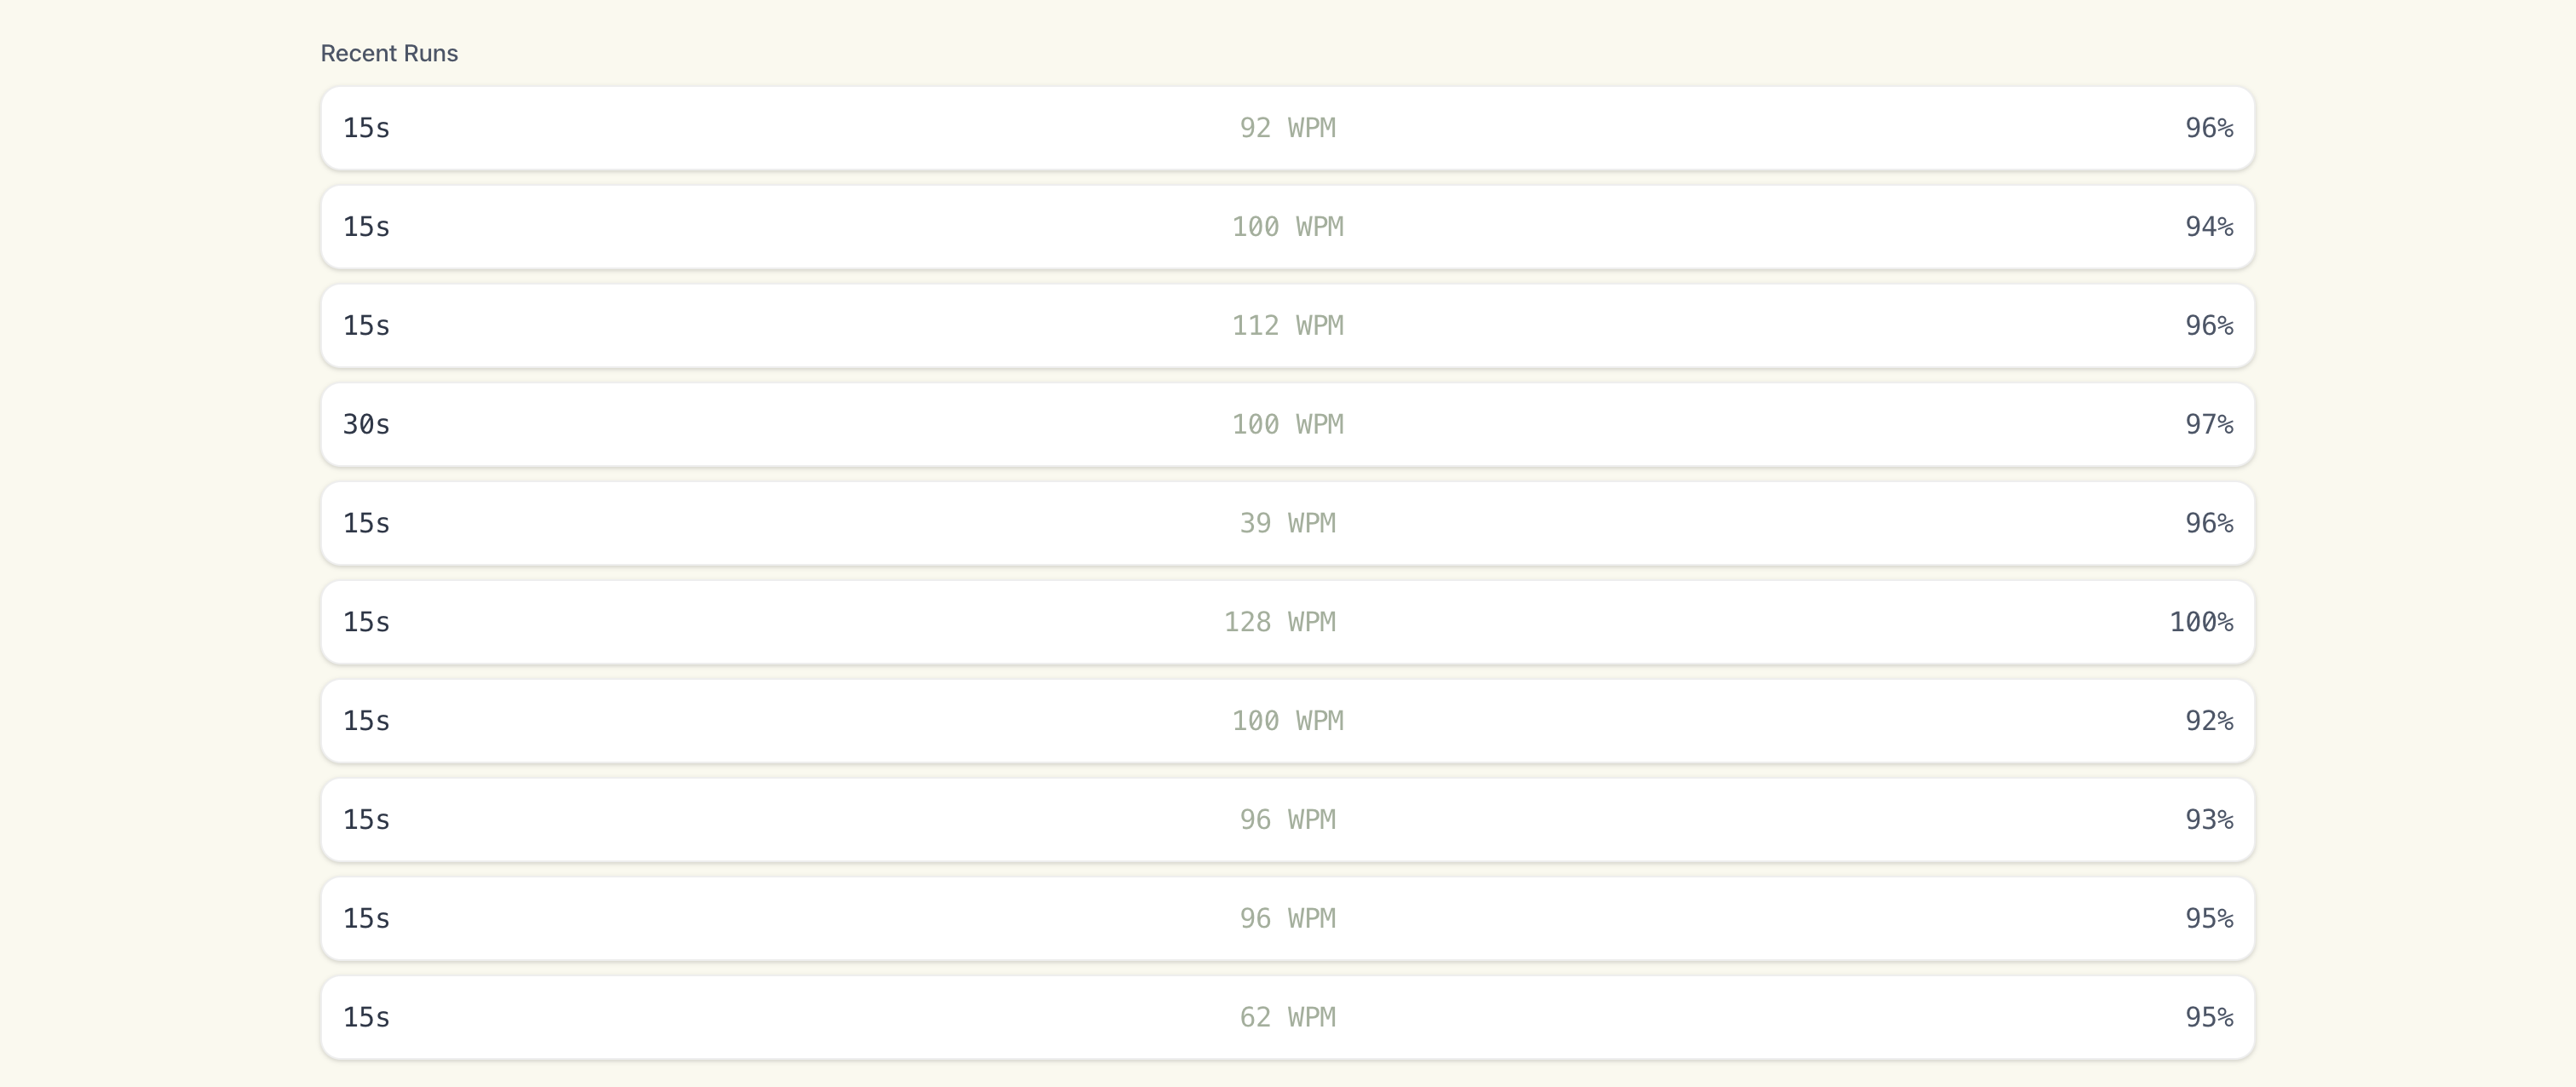 Recent Runs
15s 92 WPM 96%
15s 100 WPM 94%
15s 112 WPM 96%
30s 100 WPM 97%
15s 39 WPM 96%
15s 128 WPM 100%
15s 100 WPM 92%
15s 96 WPM 93%
15s 96 WPM 95%
15s 62 WPM 95%